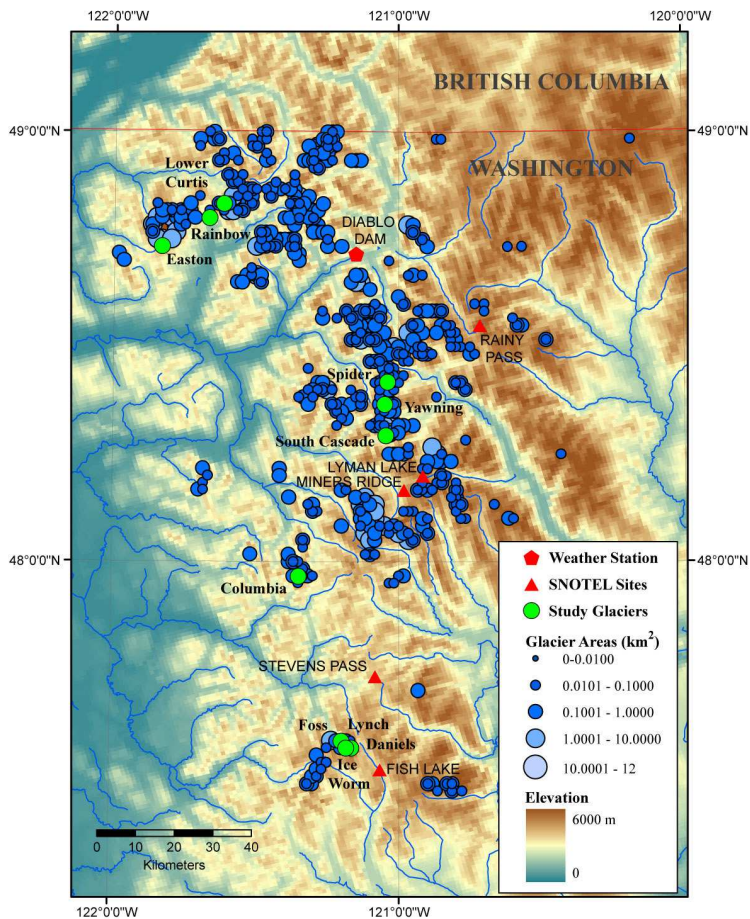 122°0'0"W 121°0'0"W 120°0'0"W
BRITISH COLUMBIA
49°0'0"N 49°0'0"N
WASHINGTON
Lower
Curtis
DIABLO
DAM
Rainbow
Easton
RAINY
PASS
Spider
Yawning
South Cascade
LYMAN LAKE
MINERS RIDGE
48°0'0"N 48°0'0"N
Columbia
STEVENS PASS
Foss Lynch
Daniels
Ice
Worm
FISH LAKE
Weather Station
SNOTEL Sites
Study Glaciers
Glacier Areas (km²)
0-0.0100
0.0101 - 0.1000
0.1001 - 1.0000
1.0001 - 10.0000
10.0001 - 12
Elevation
6000 m
0
0 10 20 40
Kilometers
122°0'0"W 121°0'0"W